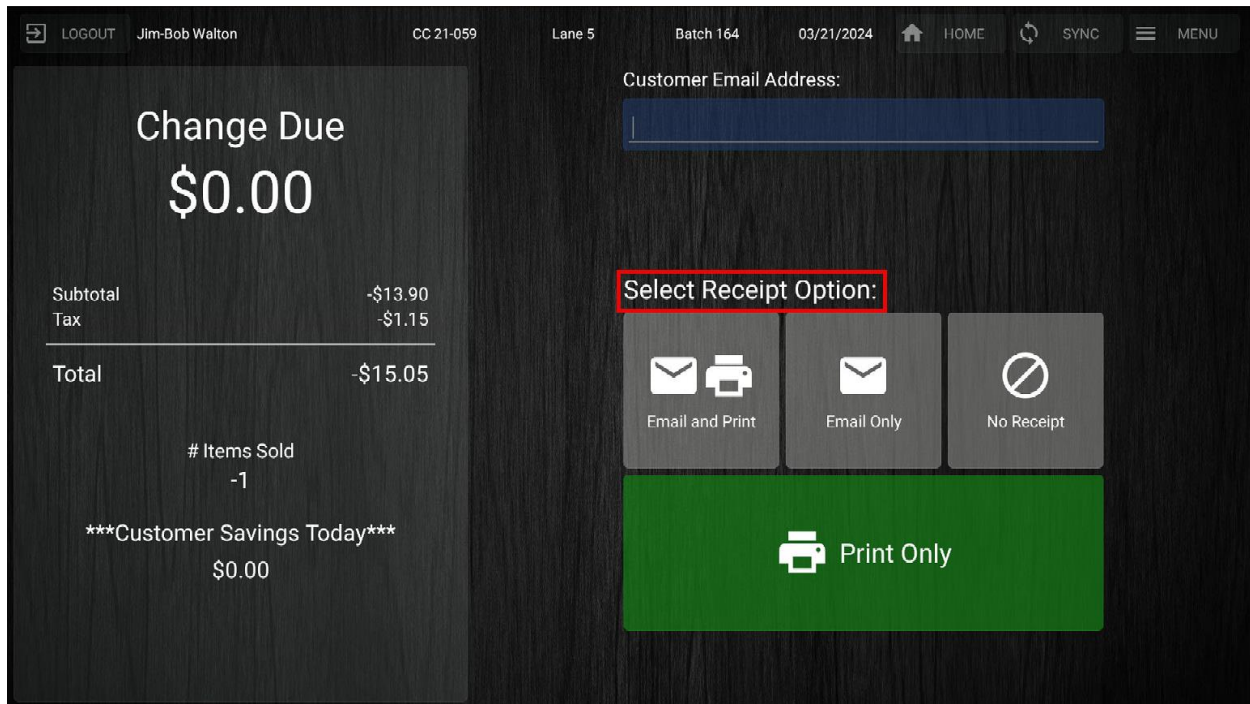 LOGOUT Jim-Bob Walton CC 21-059 Lane 5 Batch 164 03/21/2024 HOME SYNC MENU
Change Due
$0.00
Subtotal -$13.90
Tax -$1.15
Total -$15.05
# Items Sold
-1
***Customer Savings Today***
$0.00
Customer Email Address:
Select Receipt Option:
Email and Print Email Only No Receipt
Print Only